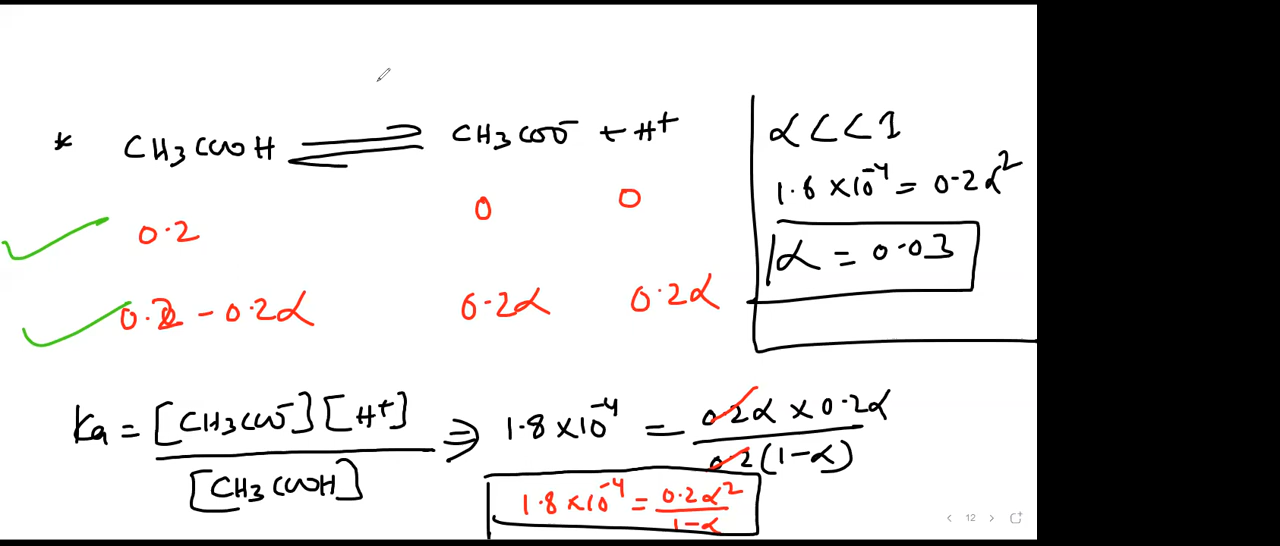 * CH3COOH ⇌ CH3COO⁻ + H⁺
0.2 0 0
0.2 - 0.2α 0.2α 0.2α
Ka = [CH3COO⁻][H⁺] / [CH3COOH] ⇒ 1.8 × 10⁻⁴ = 0.2α × 0.2α / 0.2(1-α)
1.8 × 10⁻⁴ = 0.2α² / 1-α
α << 1
1.8 × 10⁻⁴ = 0.2α²
α = 0.03
< 12 >